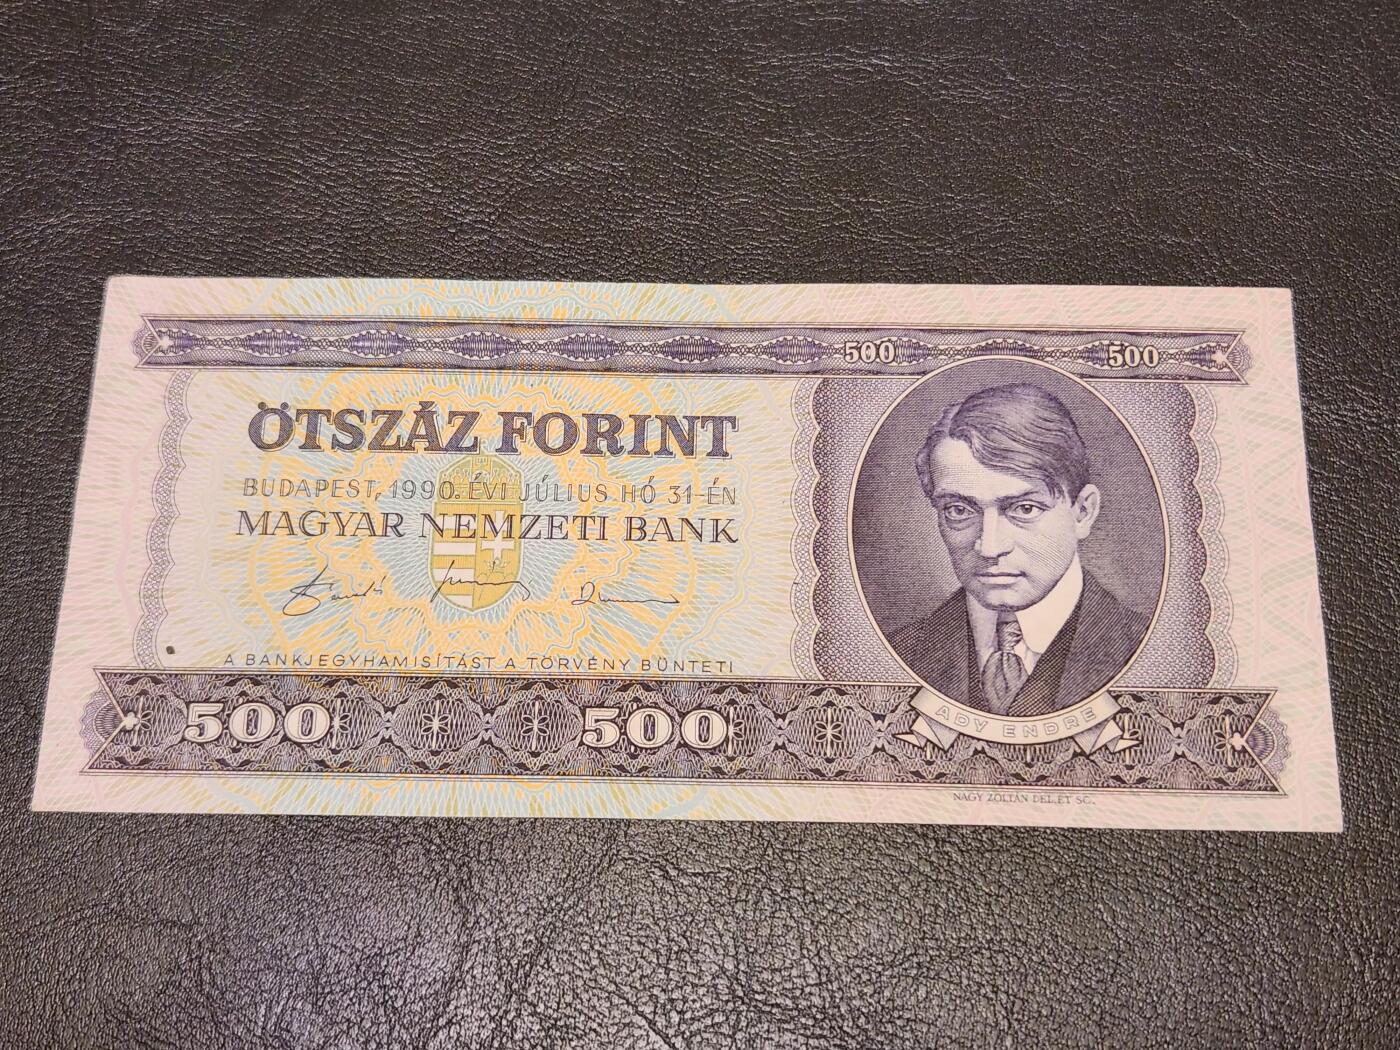 500 500
ÖTSZÁZ FORINT
BUDAPEST, 1990. ÉVI JÚLIUS HÓ 31-ÉN
MAGYAR NEMZETI BANK
A BANKJEGYHAMISÍTÁST A TÖRVÉNY BÜNTETI
500 500
ADY ENDRE
NAGY ZOLTÁN DEL. ET SC.